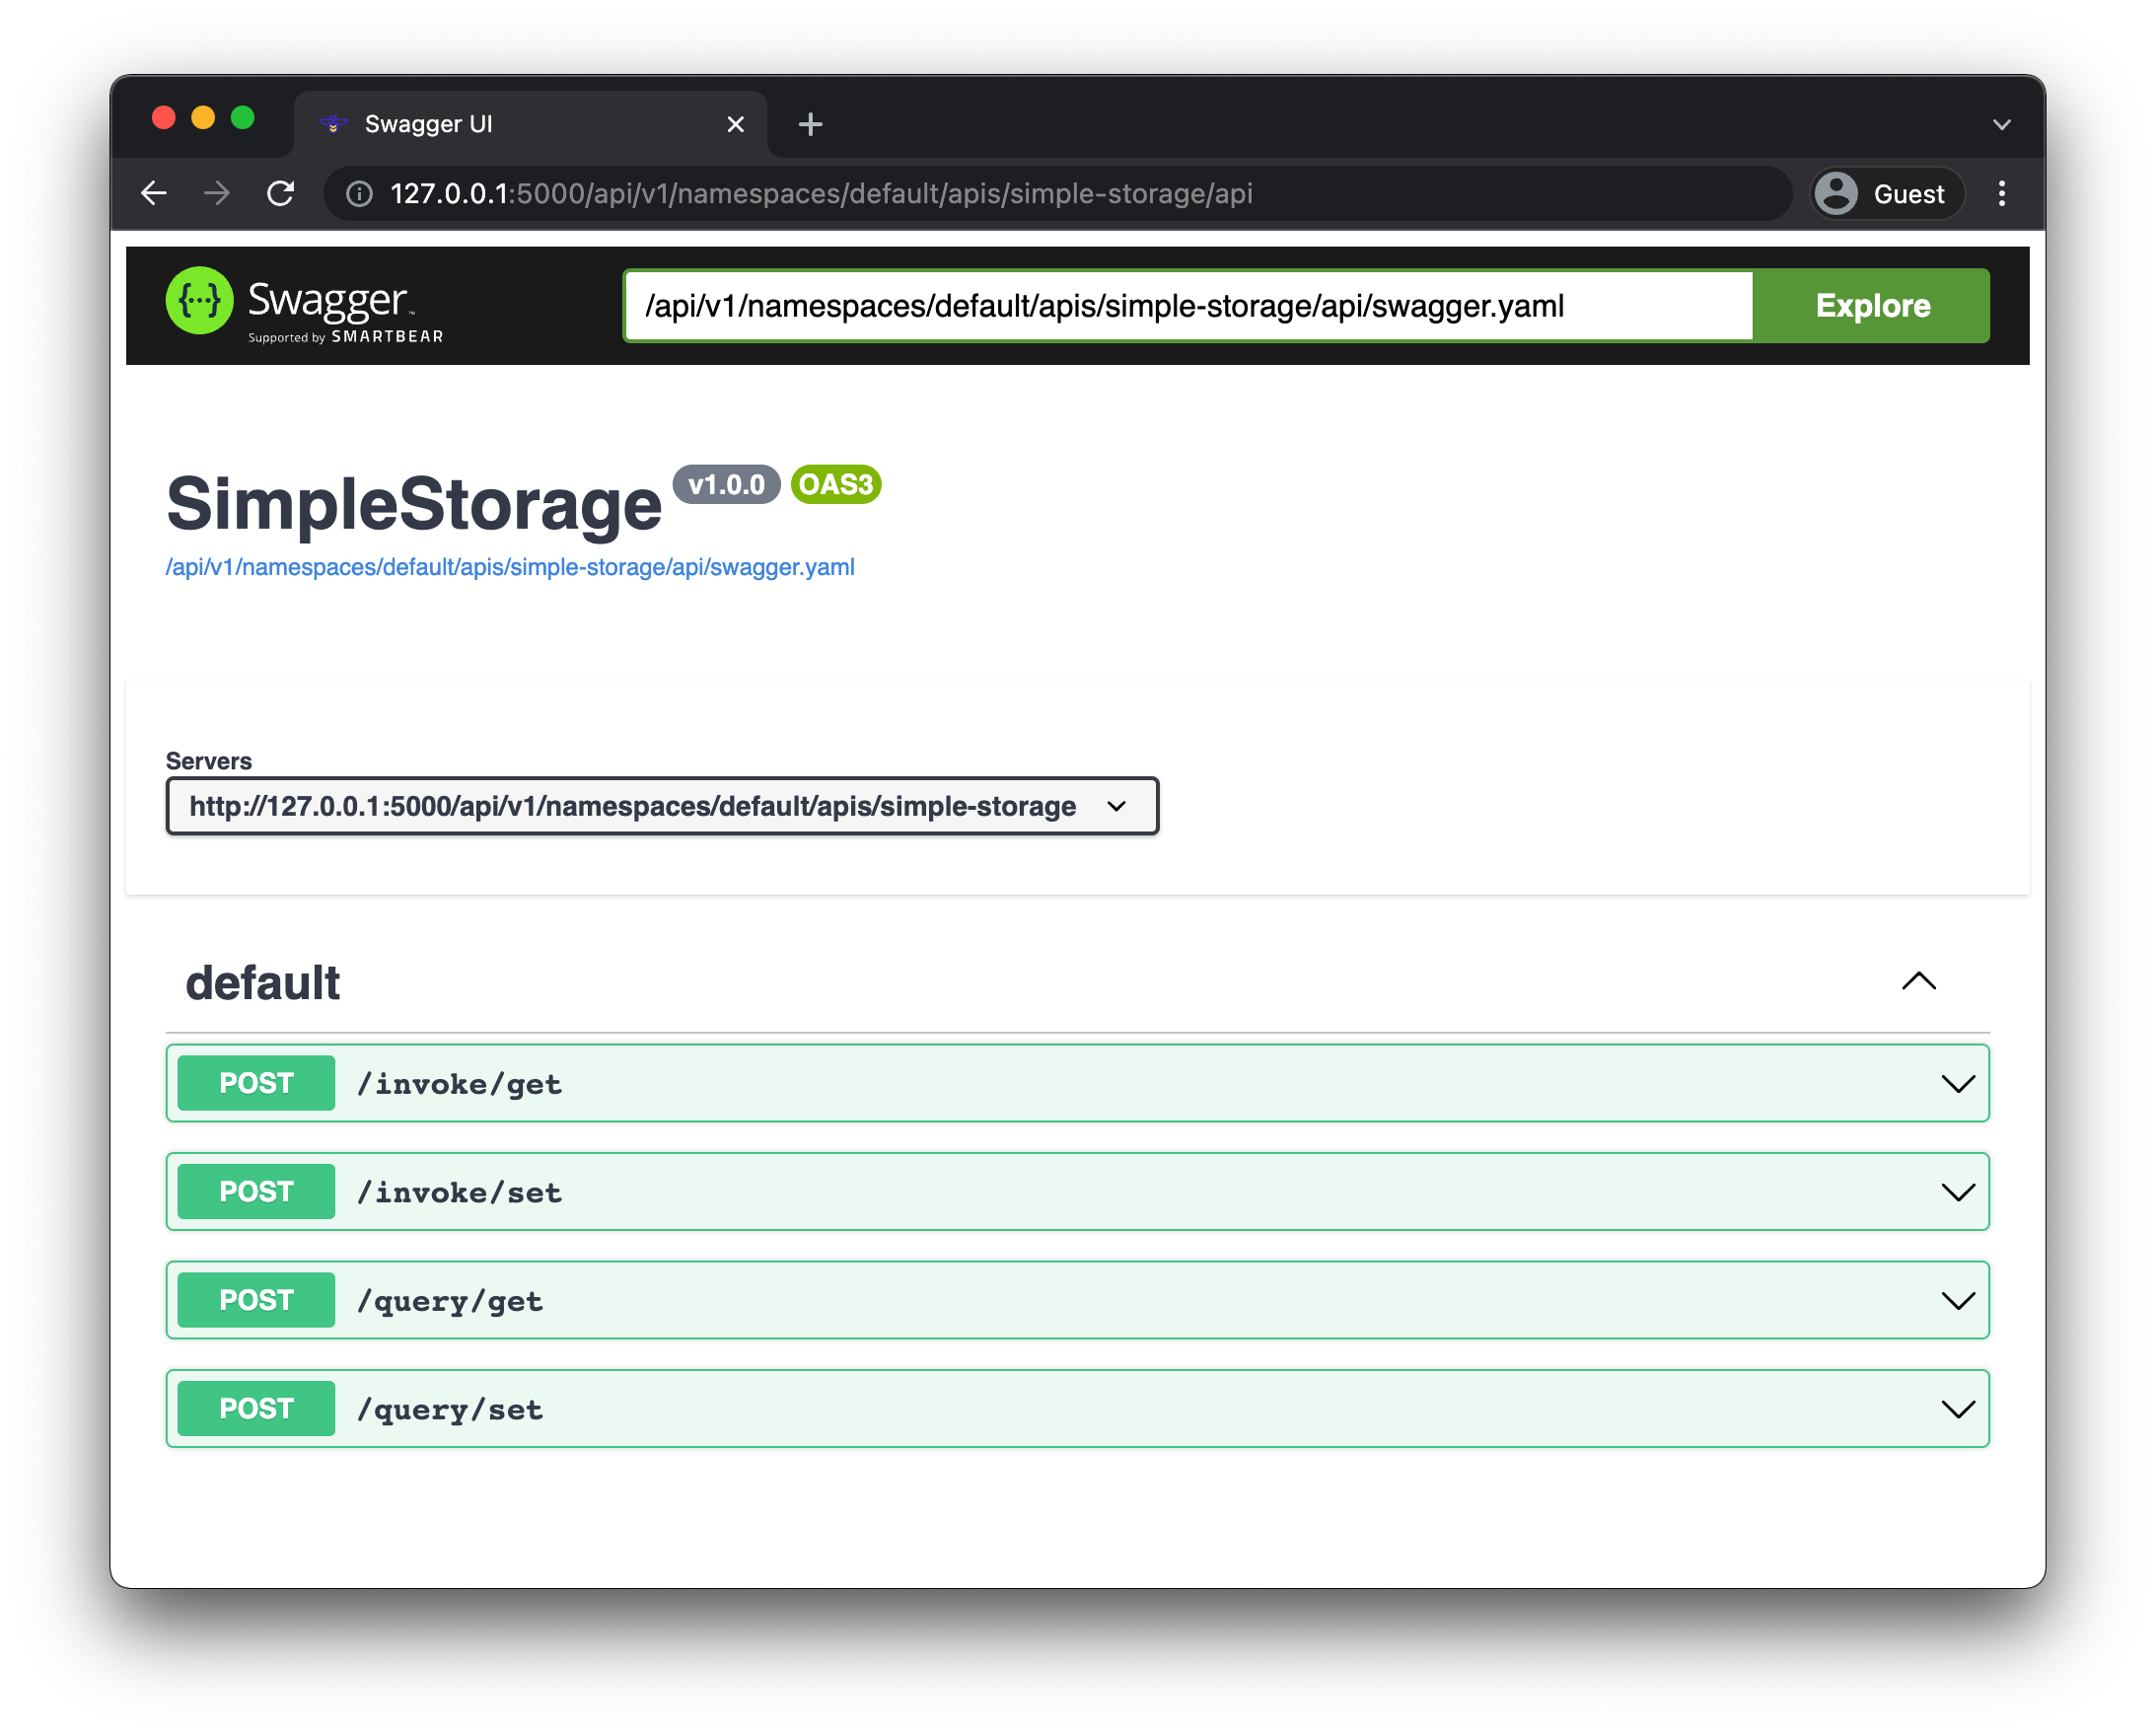 Swagger UI
127.0.0.1:5000/api/v1/namespaces/default/apis/simple-storage/api
Guest
{···} Swagger™
Supported by SMARTBEAR
/api/v1/namespaces/default/apis/simple-storage/api/swagger.yaml
Explore
SimpleStorage v1.0.0 OAS3
/api/v1/namespaces/default/apis/simple-storage/api/swagger.yaml
Servers
http://127.0.0.1:5000/api/v1/namespaces/default/apis/simple-storage
default
POST /invoke/get
POST /invoke/set
POST /query/get
POST /query/set